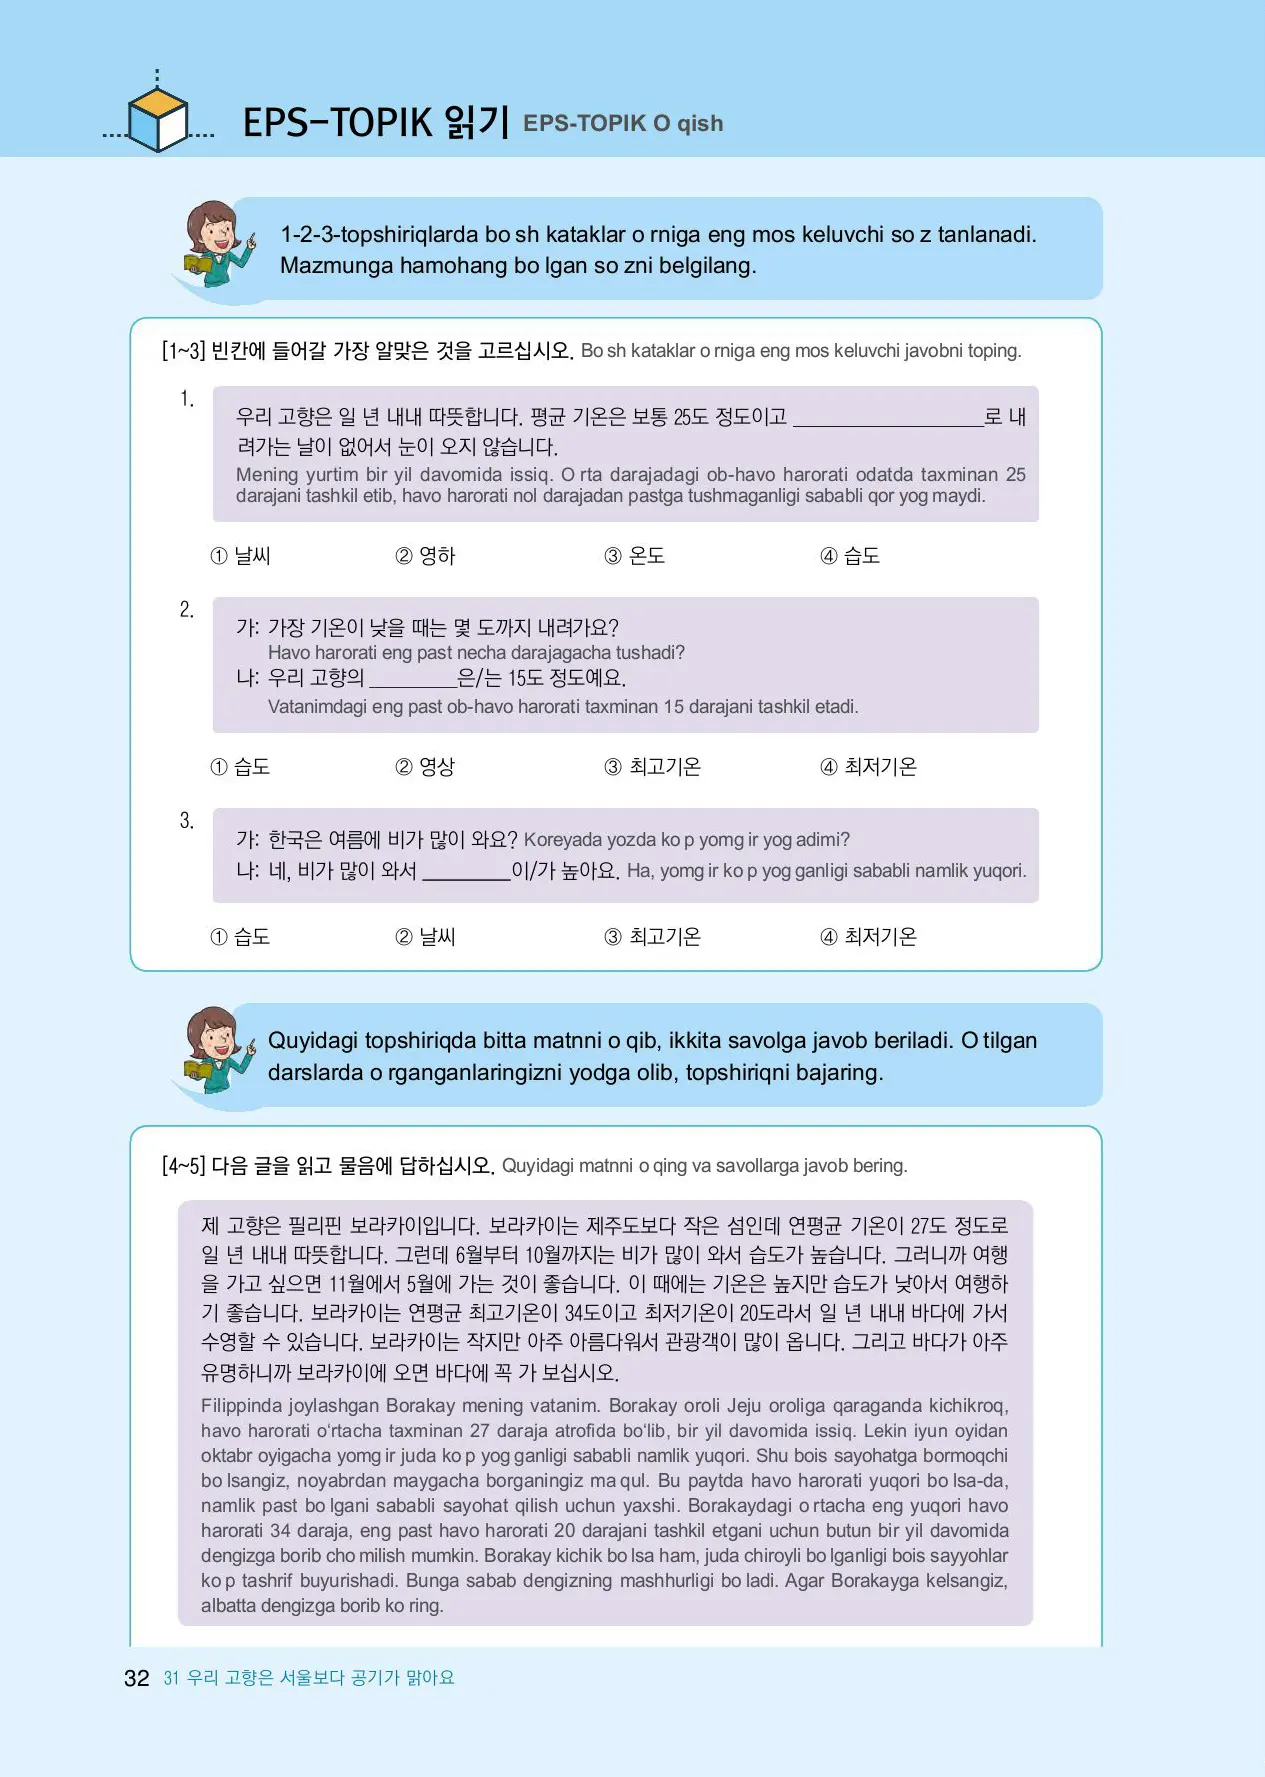 EPS-TOPIK 읽기 EPS-TOPIK O qish
1-2-3-topshiriqlarda bo sh kataklar o rniga eng mos keluvchi so z tanlanadi.
Mazmunga hamohang bo lgan so zni belgilang.
[1~3] 빈칸에 들어갈 가장 알맞은 것을 고르십시오. Bo sh kataklar o rniga eng mos keluvchi javobni toping.
1.
우리 고향은 일 년 내내 따뜻합니다. 평균 기온은 보통 25도 정도이고 ____________________로 내
려가는 날이 없어서 눈이 오지 않습니다.
Mening yurtim bir yil davomida issiq. O rta darajadagi ob-havo harorati odatda taxminan 25
darajani tashkil etib, havo harorati nol darajadan pastga tushmaganligi sababli qor yog maydi.
① 날씨 ② 영하 ③ 온도 ④ 습도
2.
가: 가장 기온이 낮을 때는 몇 도까지 내려가요?
Havo harorati eng past necha darajagacha tushadi?
나: 우리 고향의 _________은/는 15도 정도예요.
Vatanimdagi eng past ob-havo harorati taxminan 15 darajani tashkil etadi.
① 습도 ② 영상 ③ 최고기온 ④ 최저기온
3.
가: 한국은 여름에 비가 많이 와요? Koreyada yozda ko p yomg ir yog adimi?
나: 네, 비가 많이 와서 _________이/가 높아요. Ha, yomg ir ko p yog ganligi sababli namlik yuqori.
① 습도 ② 날씨 ③ 최고기온 ④ 최저기온
Quyidagi topshiriqda bitta matnni o qib, ikkita savolga javob beriladi. O tilgan
darslarda o rganganlaringizni yodga olib, topshiriqni bajaring.
[4~5] 다음 글을 읽고 물음에 답하십시오. Quyidagi matnni o qing va savollarga javob bering.
제 고향은 필리핀 보라카이입니다. 보라카이는 제주도보다 작은 섬인데 연평균 기온이 27도 정도로
일 년 내내 따뜻합니다. 그런데 6월부터 10월까지는 비가 많이 와서 습도가 높습니다. 그러니까 여행
을 가고 싶으면 11월에서 5월에 가는 것이 좋습니다. 이 때에는 기온은 높지만 습도가 낮아서 여행하
기 좋습니다. 보라카이는 연평균 최고기온이 34도이고 최저기온이 20도라서 일 년 내내 바다에 가서
수영할 수 있습니다. 보라카이는 작지만 아주 아름다워서 관광객이 많이 옵니다. 그리고 바다가 아주
유명하니까 보라카이에 오면 바다에 꼭 가 보십시오.
Filippinda joylashgan Borakay mening vatanim. Borakay oroli Jeju oroliga qaraganda kichikroq,
havo harorati o‘rtacha taxminan 27 daraja atrofida bo‘lib, bir yil davomida issiq. Lekin iyun oyidan
oktabr oyigacha yomg ir juda ko p yog ganligi sababli namlik yuqori. Shu bois sayohatga bormoqchi
bo lsangiz, noyabrdan maygacha borganingiz ma qul. Bu paytda havo harorati yuqori bo lsa-da,
namlik past bo lgani sababli sayohat qilish uchun yaxshi. Borakaydagi o rtacha eng yuqori havo
harorati 34 daraja, eng past havo harorati 20 darajani tashkil etgani uchun butun bir yil davomida
dengizga borib cho milish mumkin. Borakay kichik bo lsa ham, juda chiroyli bo lganligi bois sayyohlar
ko p tashrif buyurishadi. Bunga sabab dengizning mashhurligi bo ladi. Agar Borakayga kelsangiz,
albatta dengizga borib ko ring.
32 31 우리 고향은 서울보다 공기가 맑아요